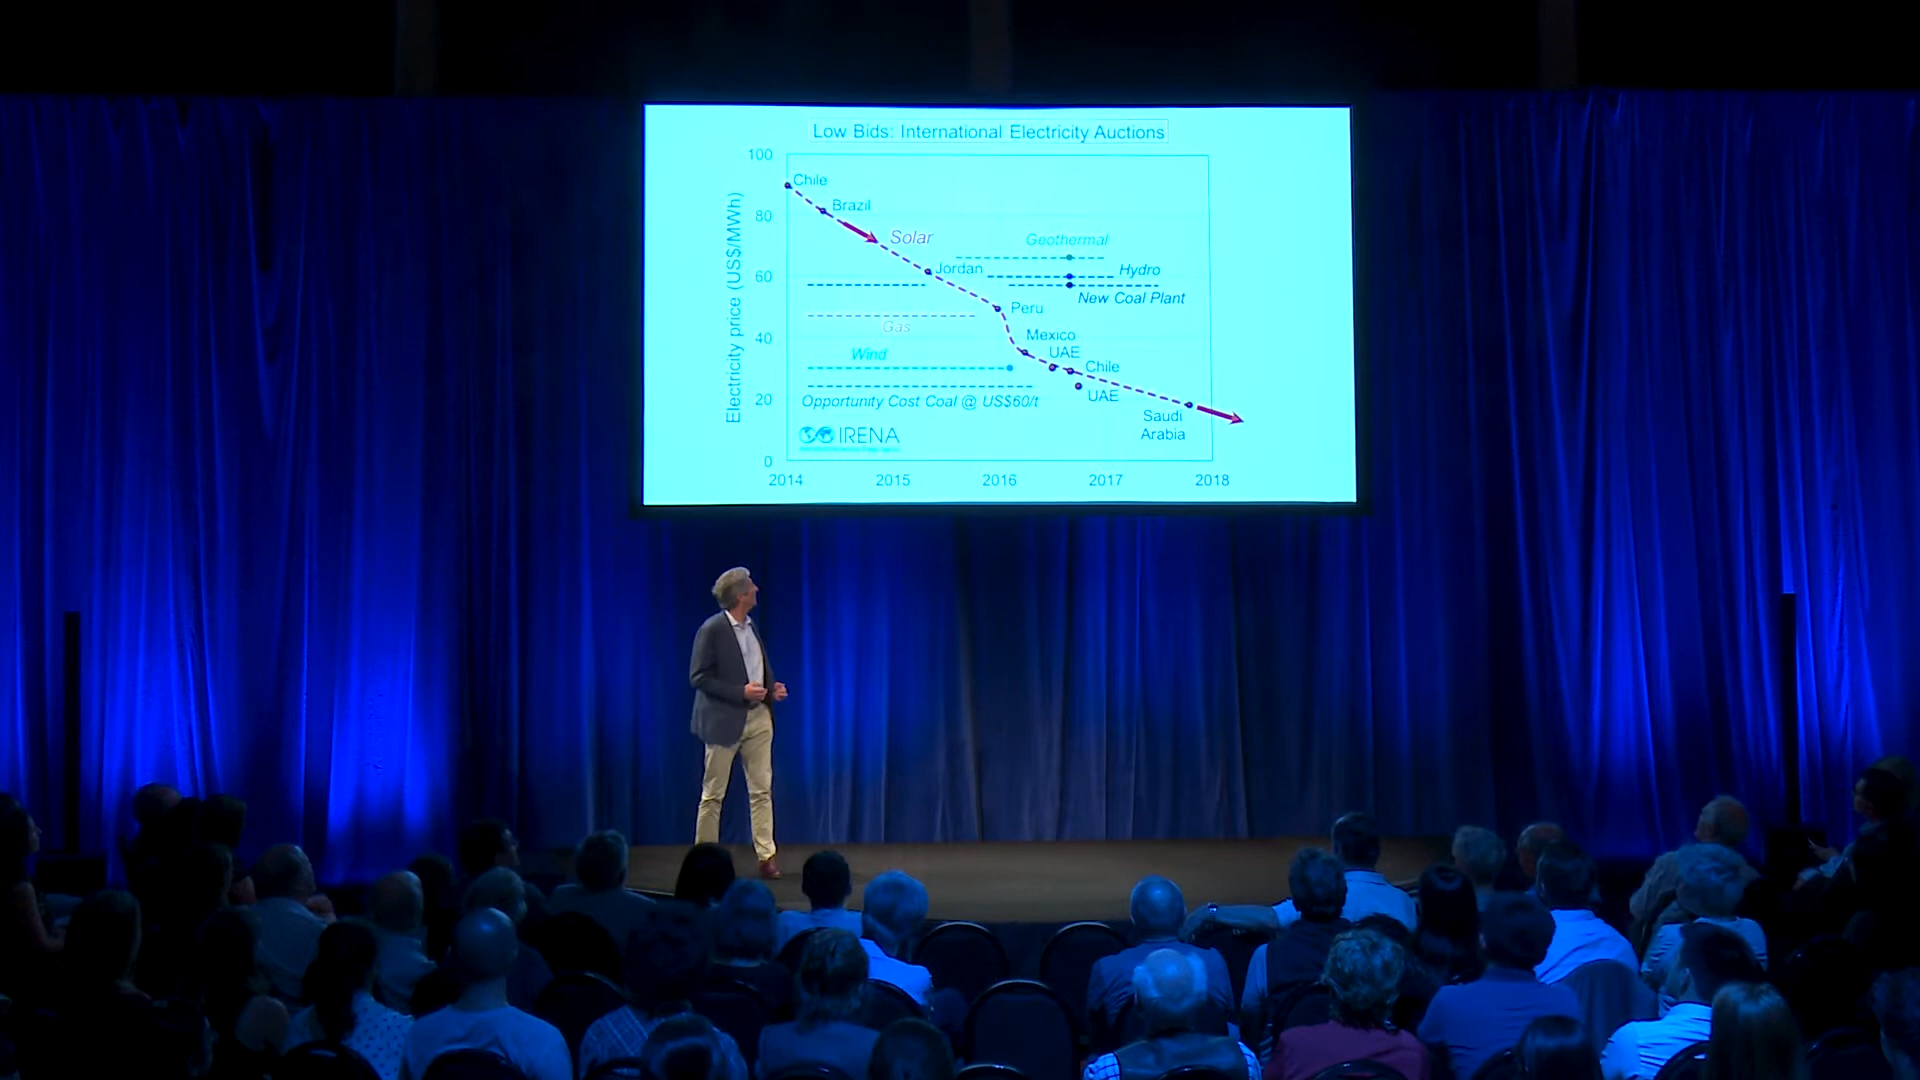 Low Bids: International Electricity Auctions
Electricity price (US$/MWh)
100
80
60
40
20
0
Chile
Brazil
Solar
Geothermal
Jordan
Hydro
New Coal Plant
Peru
Gas
Mexico
Wind
UAE
Chile
Opportunity Cost Coal @ US$60/t
UAE
Saudi
Arabia
IRENA
2014
2015
2016
2017
2018